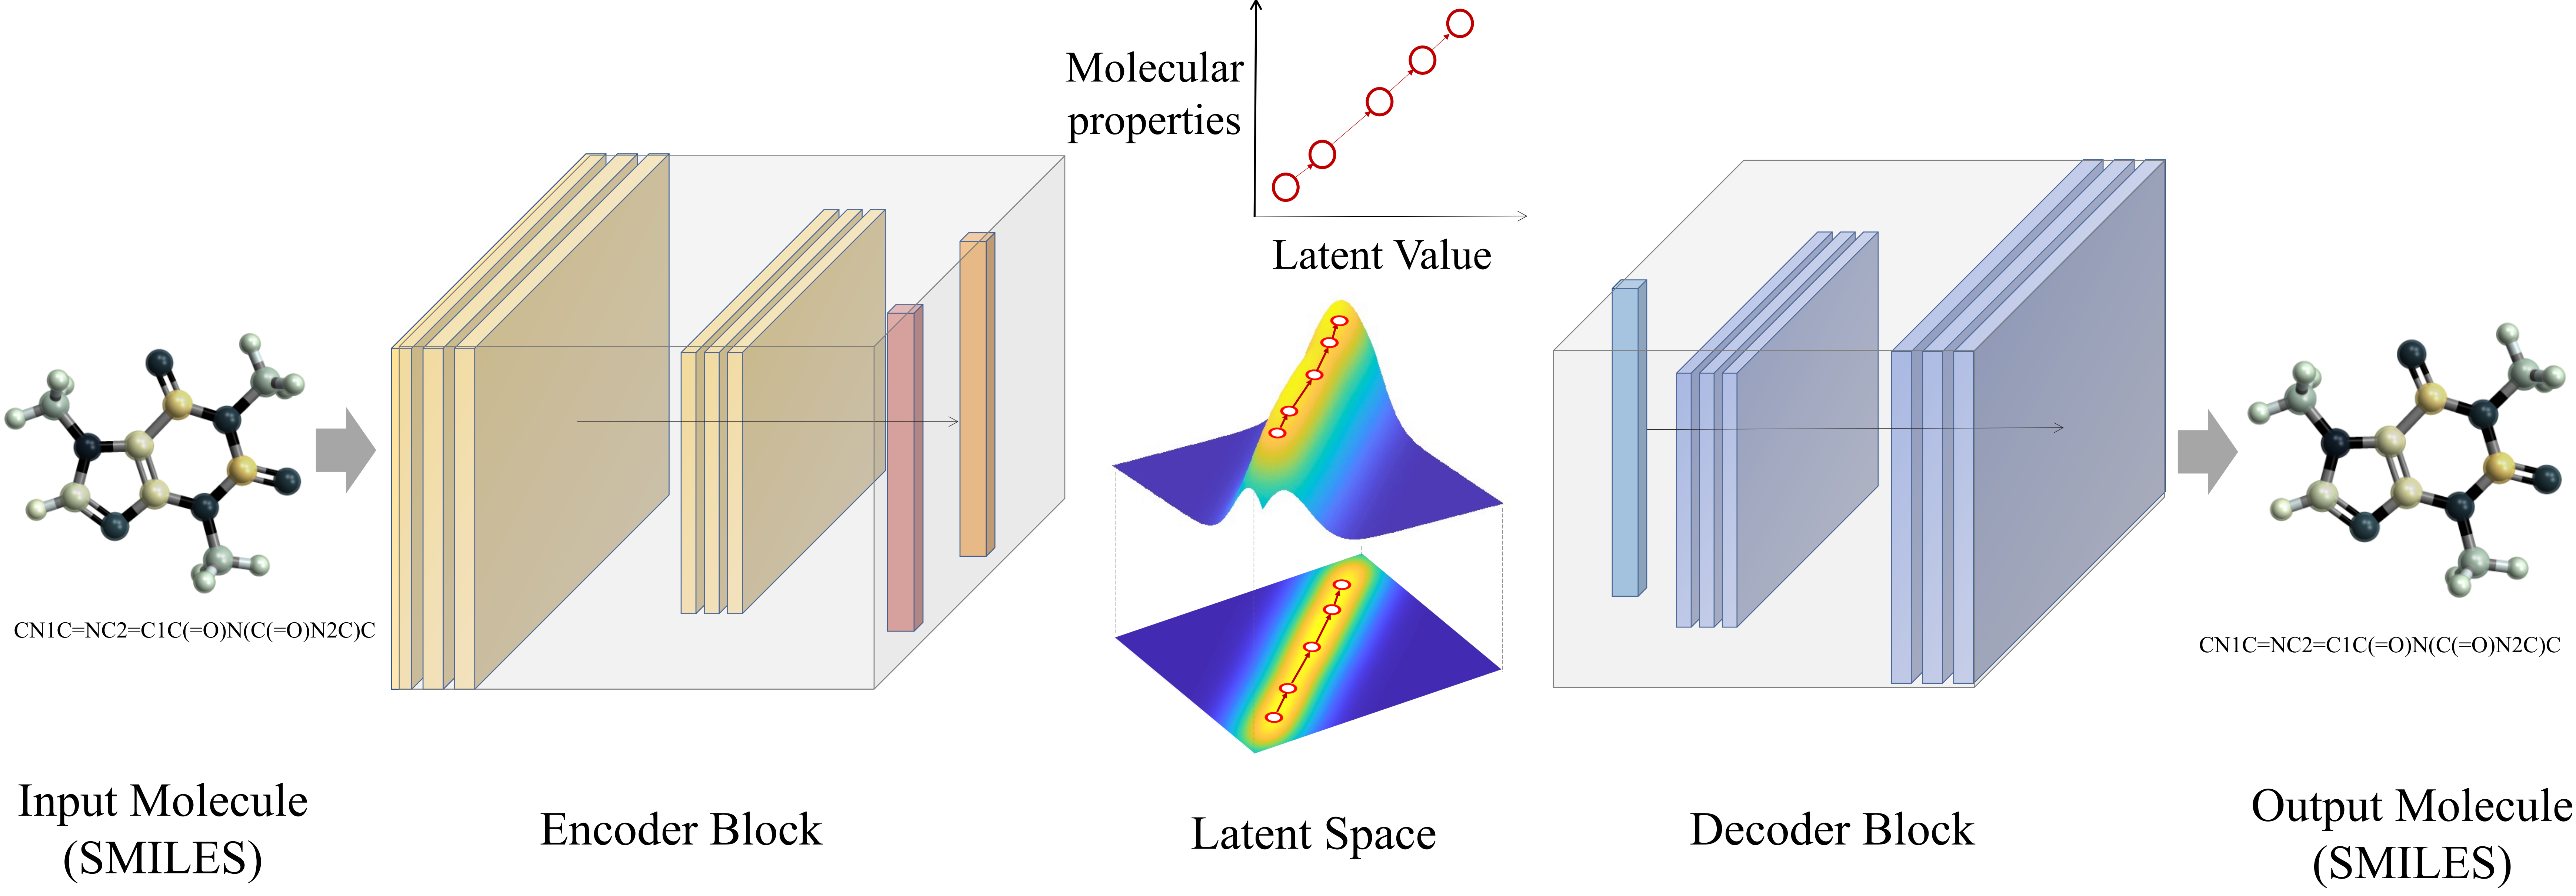 Molecular
properties
Latent Value
CN1C=NC2=C1C(=O)N(C(=O)N2C)C
CN1C=NC2=C1C(=O)N(C(=O)N2C)C
Input Molecule
(SMILES)
Encoder Block
Latent Space
Decoder Block
Output Molecule
(SMILES)